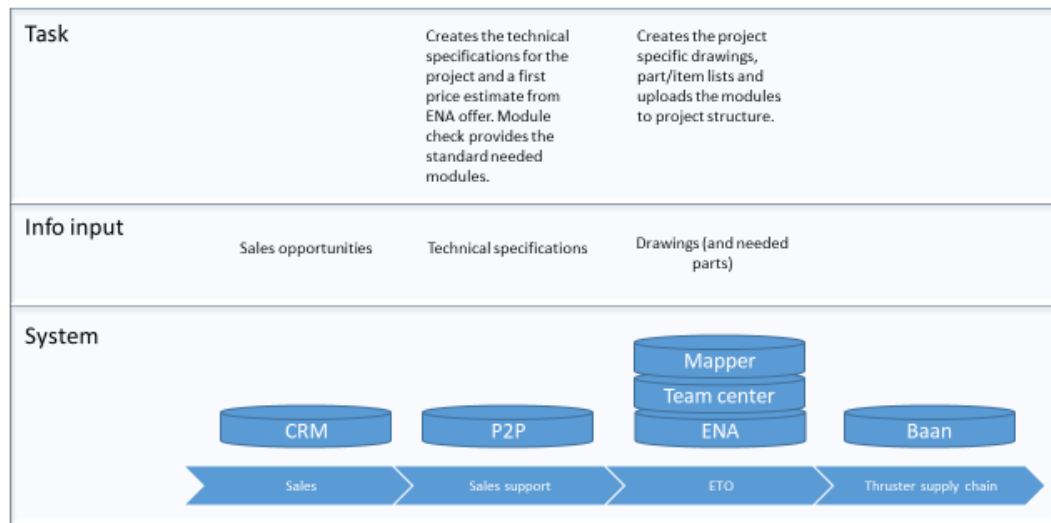 Task
Creates the technical
specifications for the
project and a first
price estimate from
ENA offer. Module
check provides the
standard needed
modules.
Creates the project
specific drawings,
part/item lists and
uploads the modules
to project structure.
Info input
Sales opportunities
Technical specifications
Drawings (and needed
parts)
System
Mapper
Team center
CRM
P2P
ENA
Baan
Sales
Sales support
ETO
Thruster supply chain